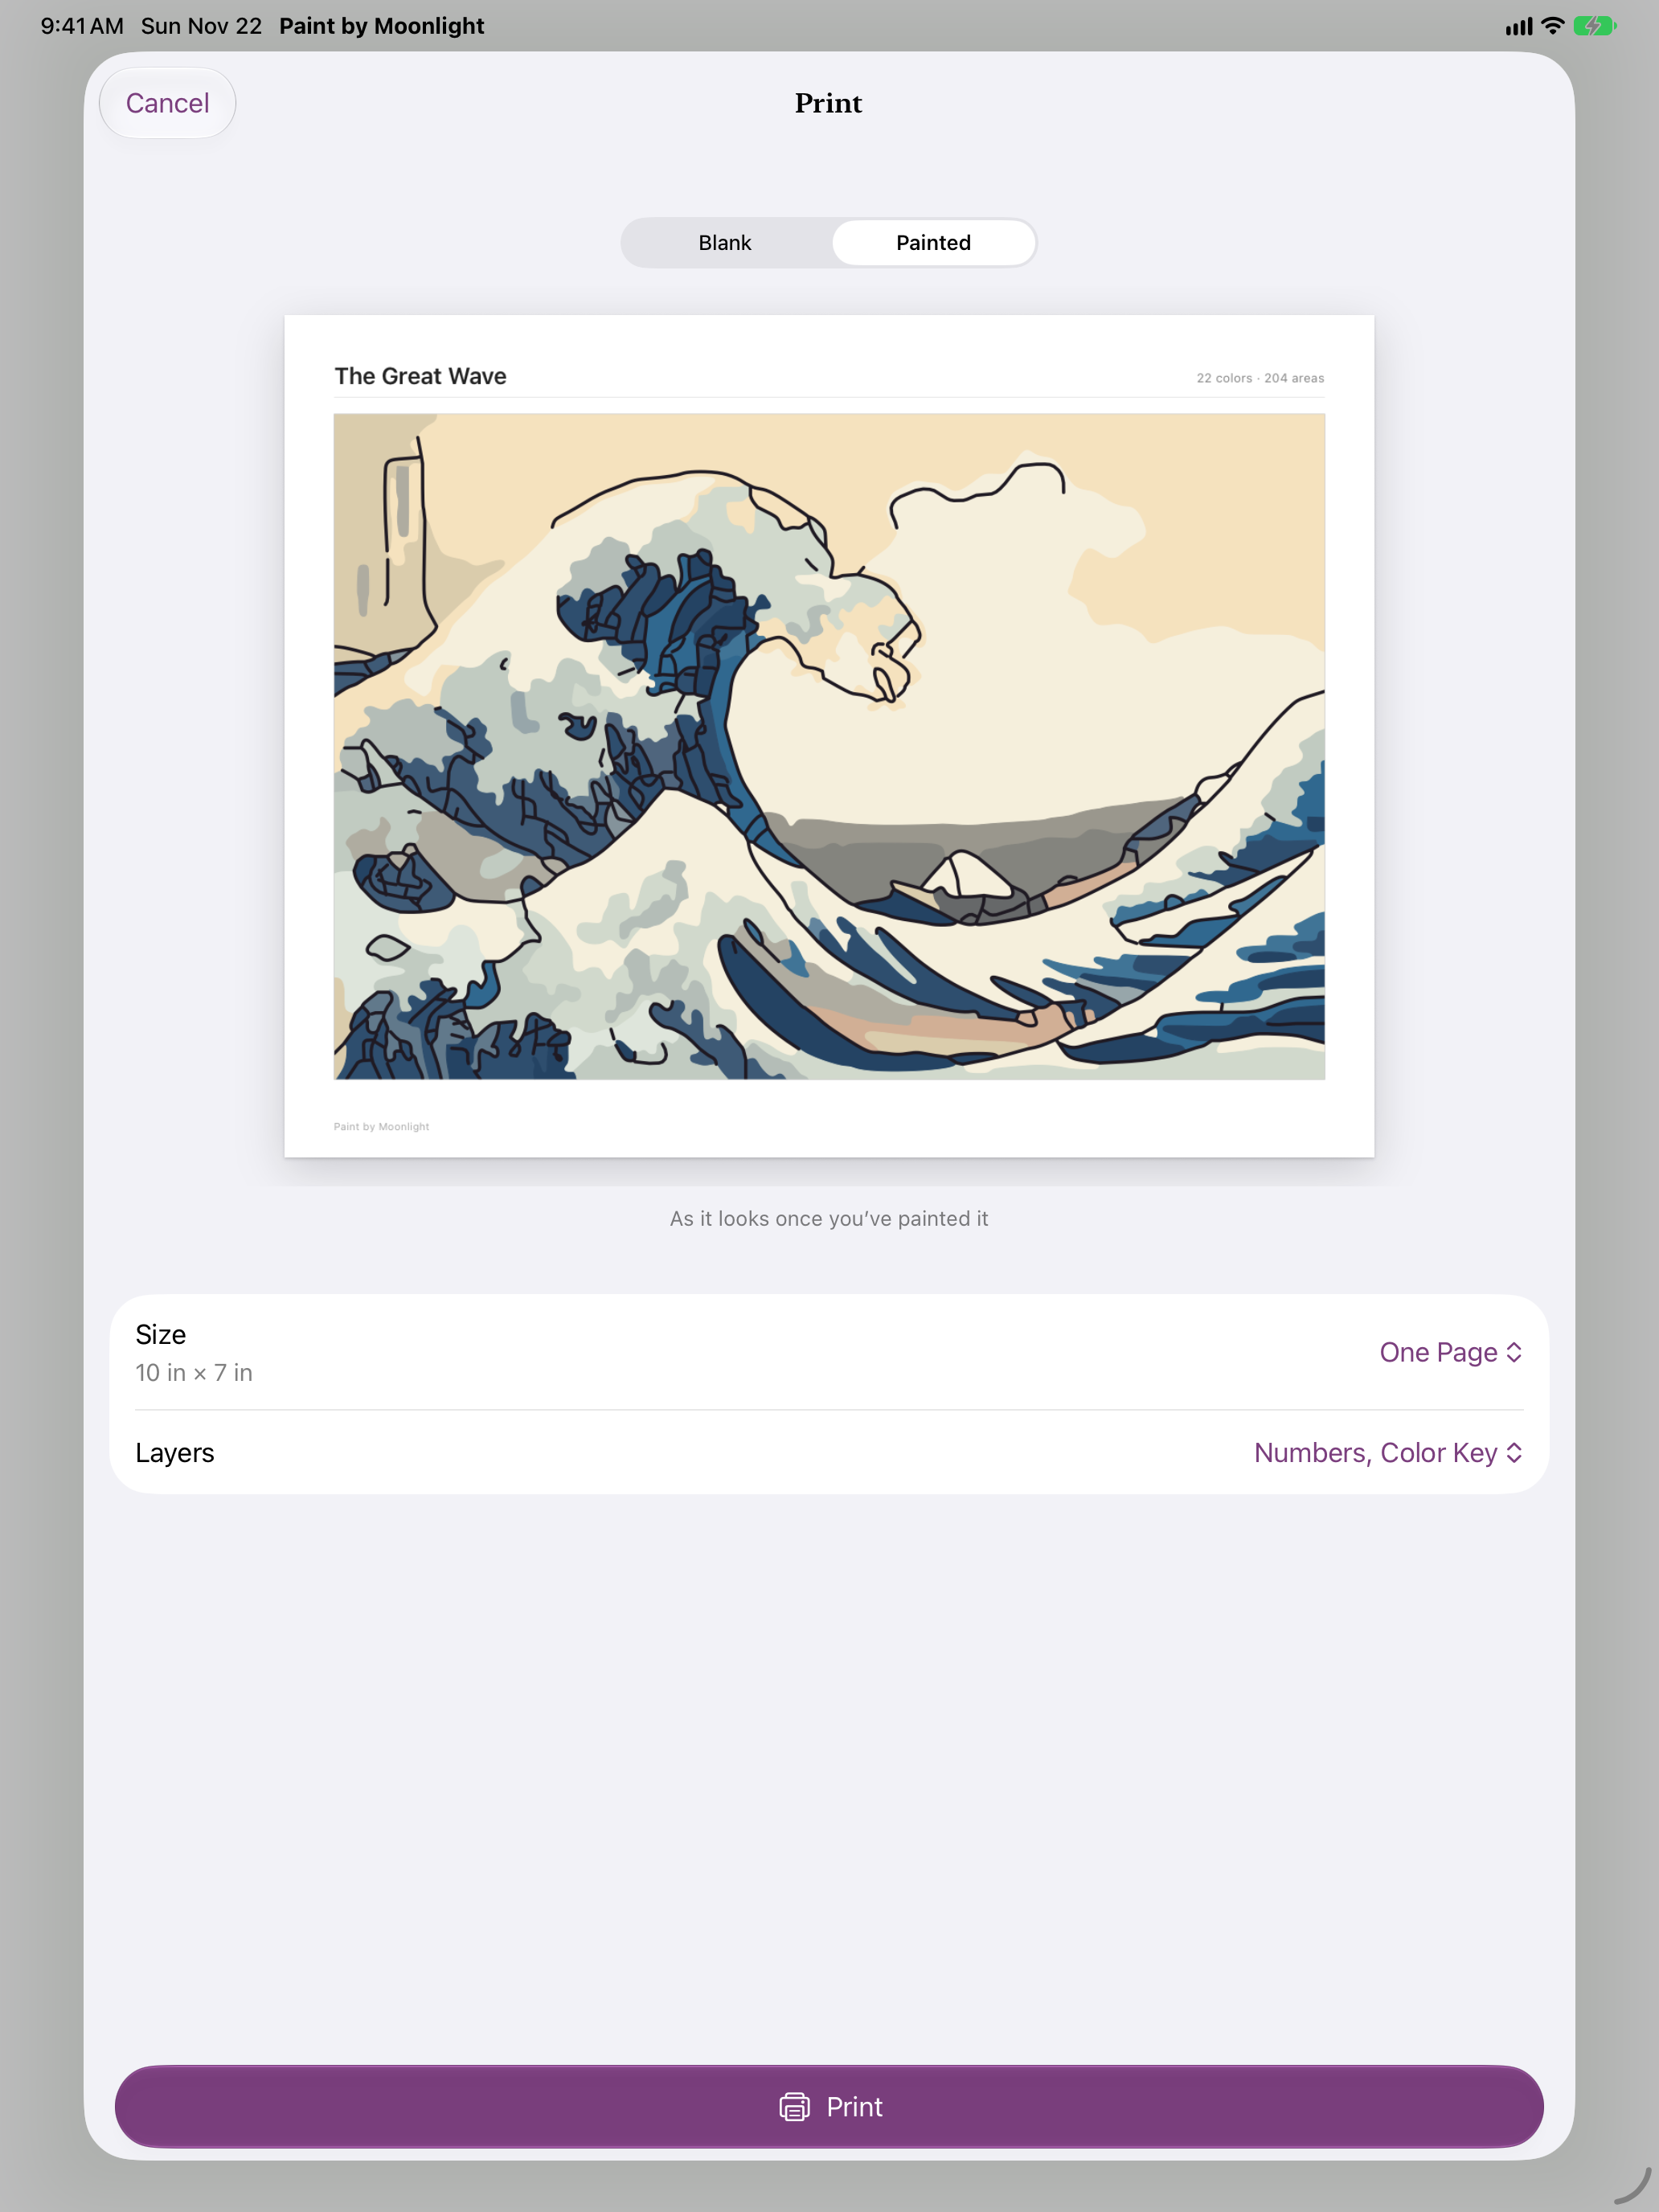 9:41 AM Sun Nov 22 Paint by Moonlight
Cancel
Print
Blank
Painted
The Great Wave
22 colors · 204 areas
Paint by Moonlight
As it looks once you’ve painted it
Size
10 in × 7 in
One Page
Layers
Numbers, Color Key
Print